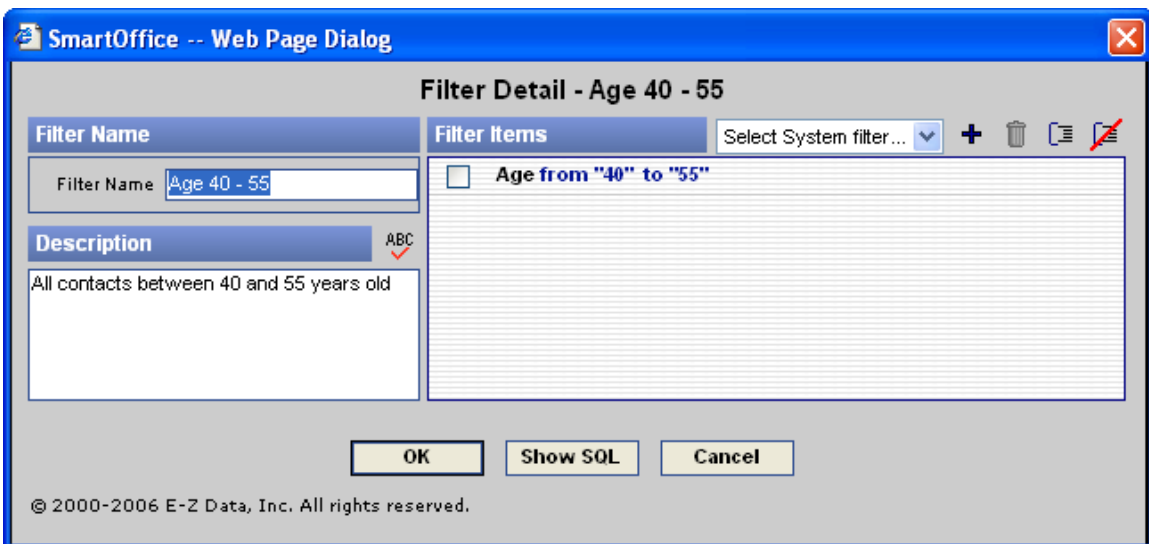 SmartOffice -- Web Page Dialog
Filter Detail - Age 40 - 55
Filter Name
Filter Items
Select System filter...
Filter Name Age 40 - 55
Age from "40" to "55"
Description
ABC
All contacts between 40 and 55 years old
OK
Show SQL
Cancel
© 2000-2006 E-Z Data, Inc. All rights reserved.